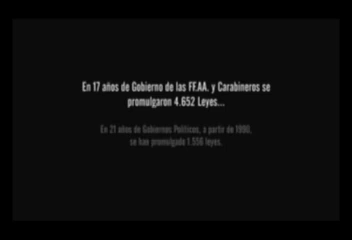 En 17 años de Gobierno de las FF.AA. y Carabineros se
promulgaron 4.652 Leyes...
En 21 años de Gobiernos Políticos, a partir de 1990,
se han promulgado 1.556 leyes.